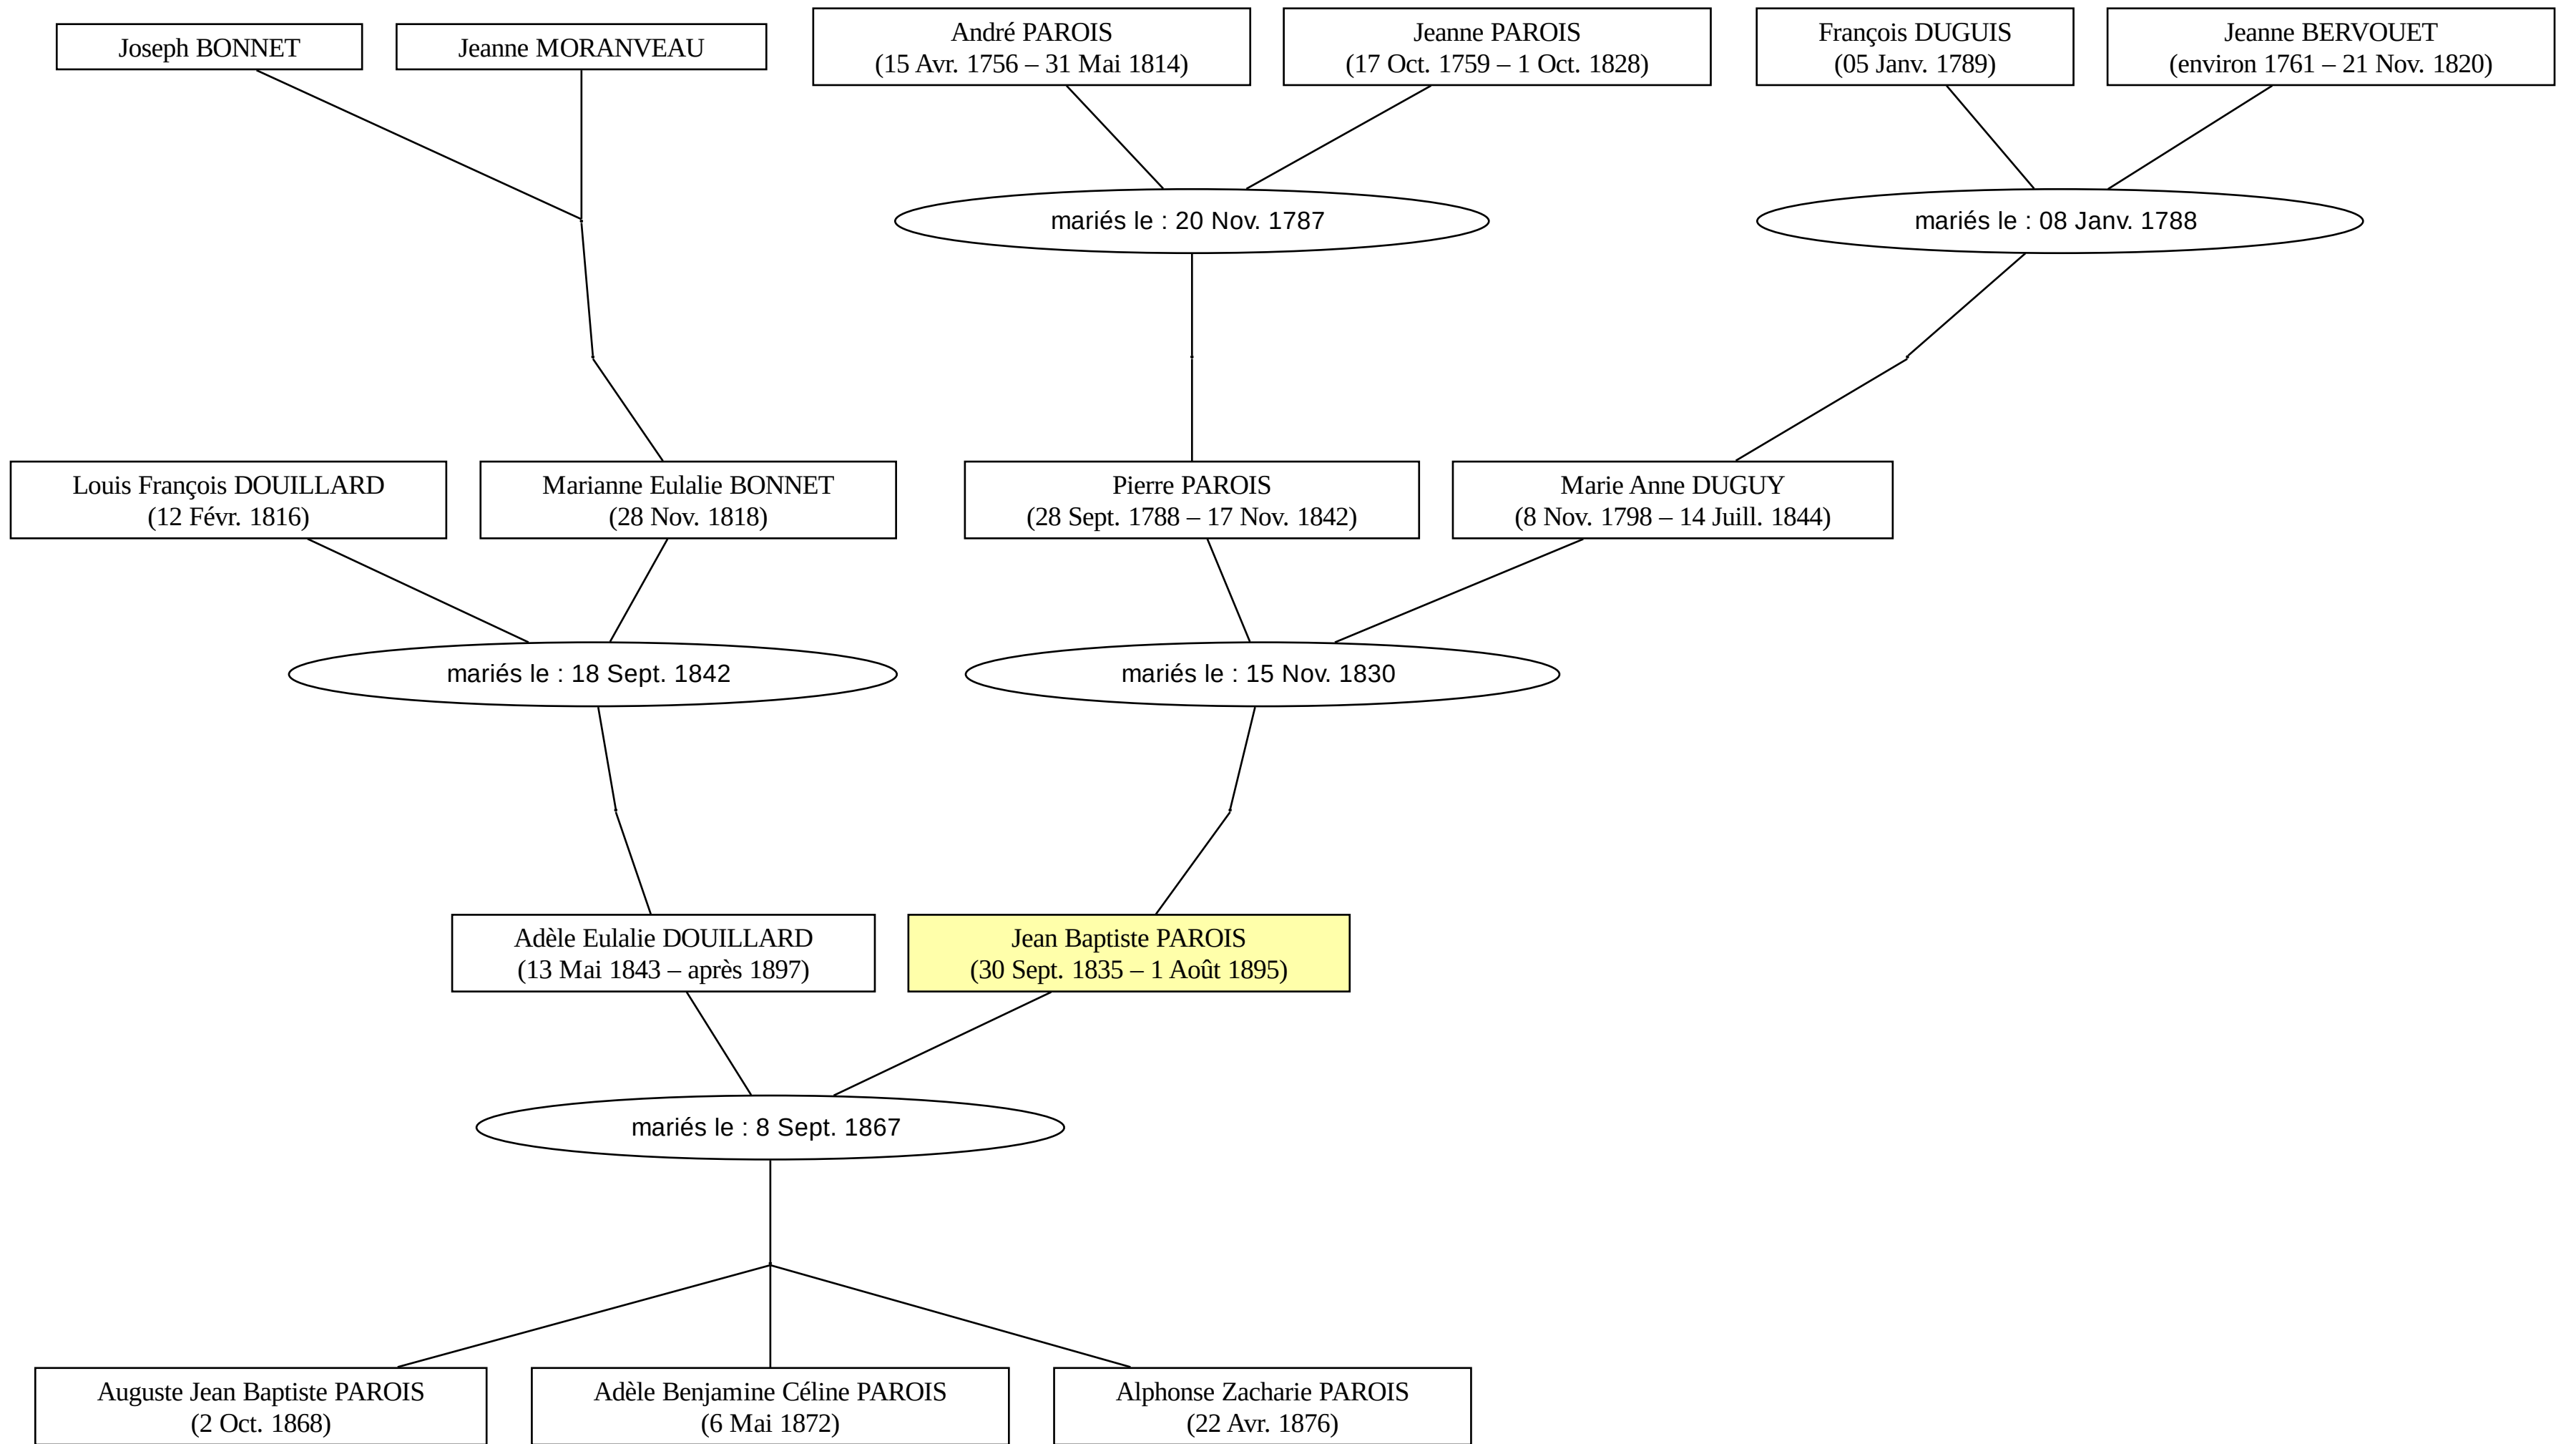 Joseph BONNET
Jeanne MORANVEAU
André PAROIS
(15 Avr. 1756 – 31 Mai 1814)
Jeanne PAROIS
(17 Oct. 1759 – 1 Oct. 1828)
François DUGUIS
(05 Janv. 1789)
Jeanne BERVOUET
(environ 1761 – 21 Nov. 1820)
mariés le : 20 Nov. 1787
mariés le : 08 Janv. 1788
Louis François DOUILLARD
(12 Févr. 1816)
Marianne Eulalie BONNET
(28 Nov. 1818)
Pierre PAROIS
(28 Sept. 1788 – 17 Nov. 1842)
Marie Anne DUGUY
(8 Nov. 1798 – 14 Juill. 1844)
mariés le : 18 Sept. 1842
mariés le : 15 Nov. 1830
Adèle Eulalie DOUILLARD
(13 Mai 1843 – après 1897)
Jean Baptiste PAROIS
(30 Sept. 1835 – 1 Août 1895)
mariés le : 8 Sept. 1867
Auguste Jean Baptiste PAROIS
(2 Oct. 1868)
Adèle Benjamine Céline PAROIS
(6 Mai 1872)
Alphonse Zacharie PAROIS
(22 Avr. 1876)